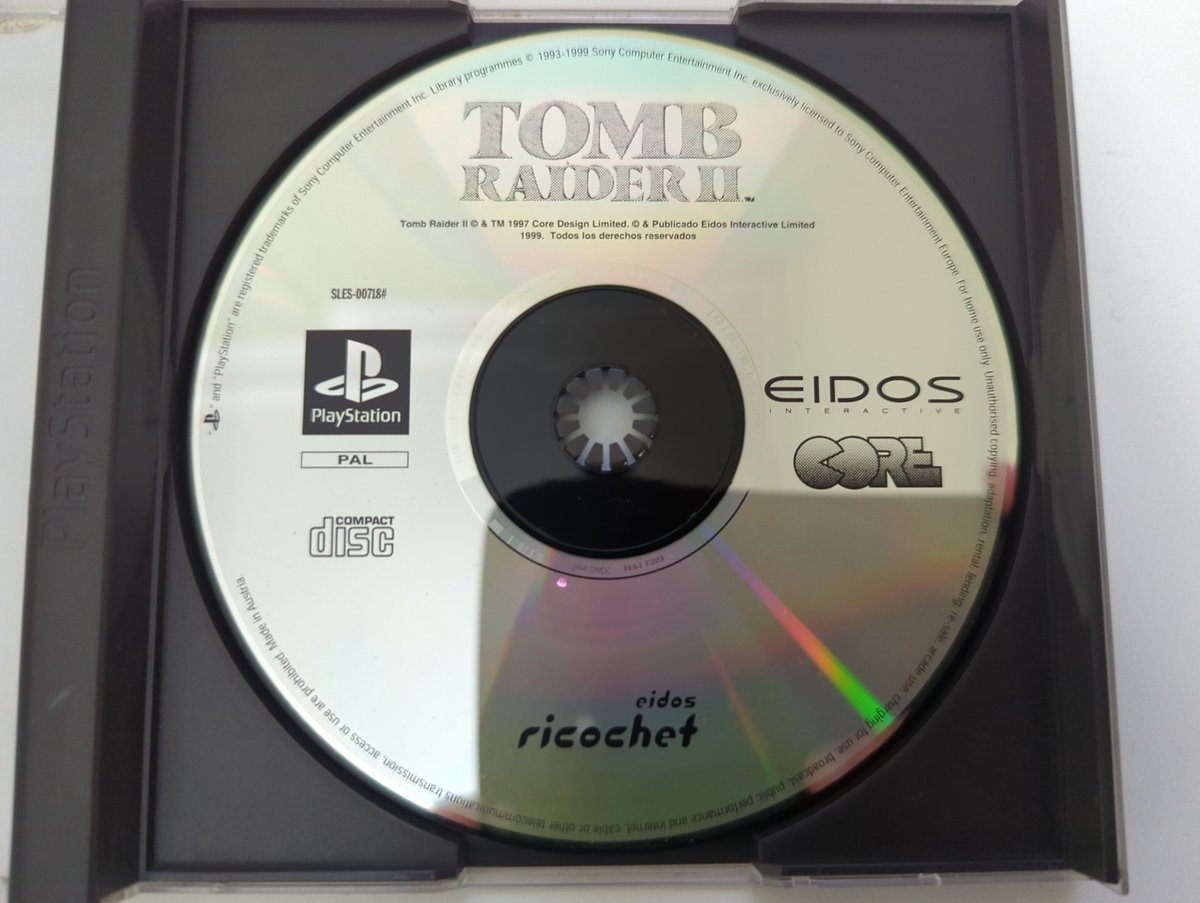 TOMB
RAIDER II ™
Tomb Raider II © & TM 1997 Core Design Limited. © & Publicado Eidos Interactive Limited
1999. Todos los derechos reservados
SLES-00718#
PlayStation
PAL
COMPACT
disc
EIDOS
INTERACTIVE
CORE
eidos
ricochet
and "PlayStation" are registered trademarks of Sony Computer Entertainment Inc. Library programmes © 1993-1999 Sony Computer Entertainment Inc. exclusively licensed to Sony Computer Entertainment Europe. For home use only. Unauthorised copying, adaptation, rental, lending, re sale, arcade use, charging for use, broadcast, public performance and internet, cable or other telecommunications transmission, access or use are prohibited. Made in Austria.
PlayStation